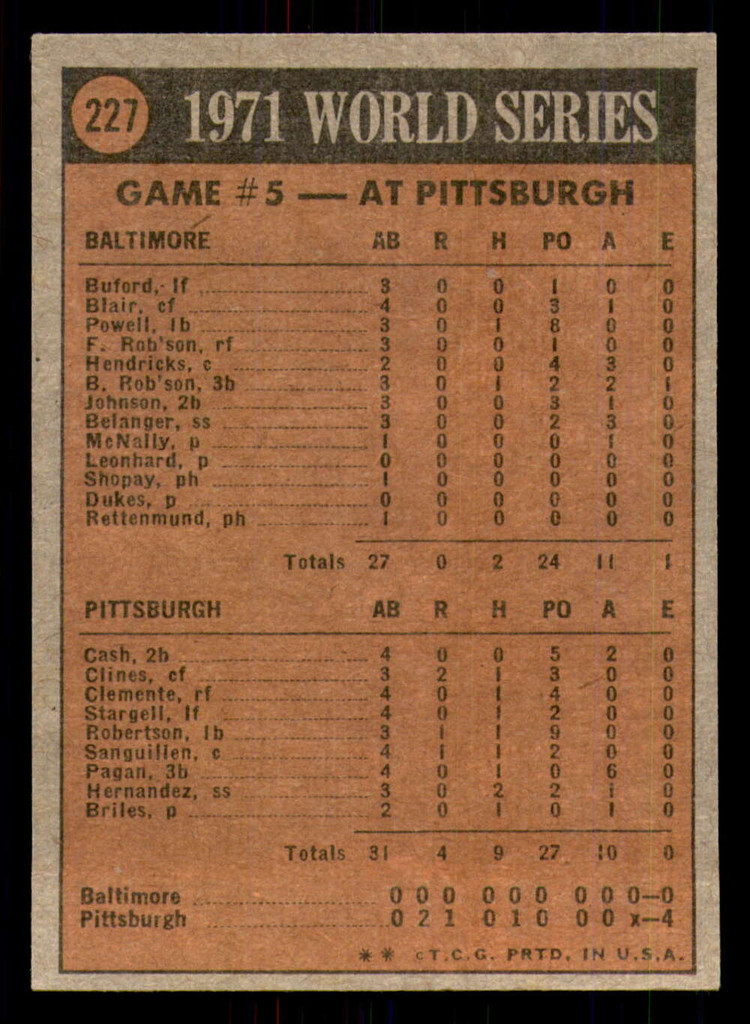 227 1971 WORLD SERIES
GAME #5 — AT PITTSBURGH
BALTIMORE AB R H PO A E
Buford, lf 3 0 0 1 0 0
Blair, cf 4 0 0 3 1 0
Powell, 1b 3 0 1 8 0 0
F. Rob'son, rf 3 0 0 1 0 0
Hendricks, c 2 0 0 4 3 0
B. Rob'son, 3b 3 0 1 2 2 1
Johnson, 2b 3 0 0 3 1 0
Belanger, ss 3 0 0 2 3 0
McNally, p 1 0 0 0 1 0
Leonhard, p 0 0 0 0 0 0
Shopay, ph 1 0 0 0 0 0
Dukes, p 0 0 0 0 0 0
Rettenmund, ph 1 0 0 0 0 0
Totals 27 0 2 24 11 1
PITTSBURGH AB R H PO A E
Cash, 2b 4 0 0 5 2 0
Clines, cf 3 2 1 3 0 0
Clemente, rf 4 0 1 4 0 0
Stargell, lf 4 0 1 2 0 0
Robertson, 1b 3 1 1 9 0 0
Sanguillen, c 4 1 1 2 0 0
Pagan, 3b 4 0 1 0 6 0
Hernandez, ss 3 0 2 2 1 0
Briles, p 2 0 1 0 1 0
Totals 31 4 9 27 10 0
Baltimore 0 0 0 0 0 0 0 0 0—0
Pittsburgh 0 2 1 0 1 0 0 0 x—4
** ©T.C.G. PRTD. IN U.S.A.